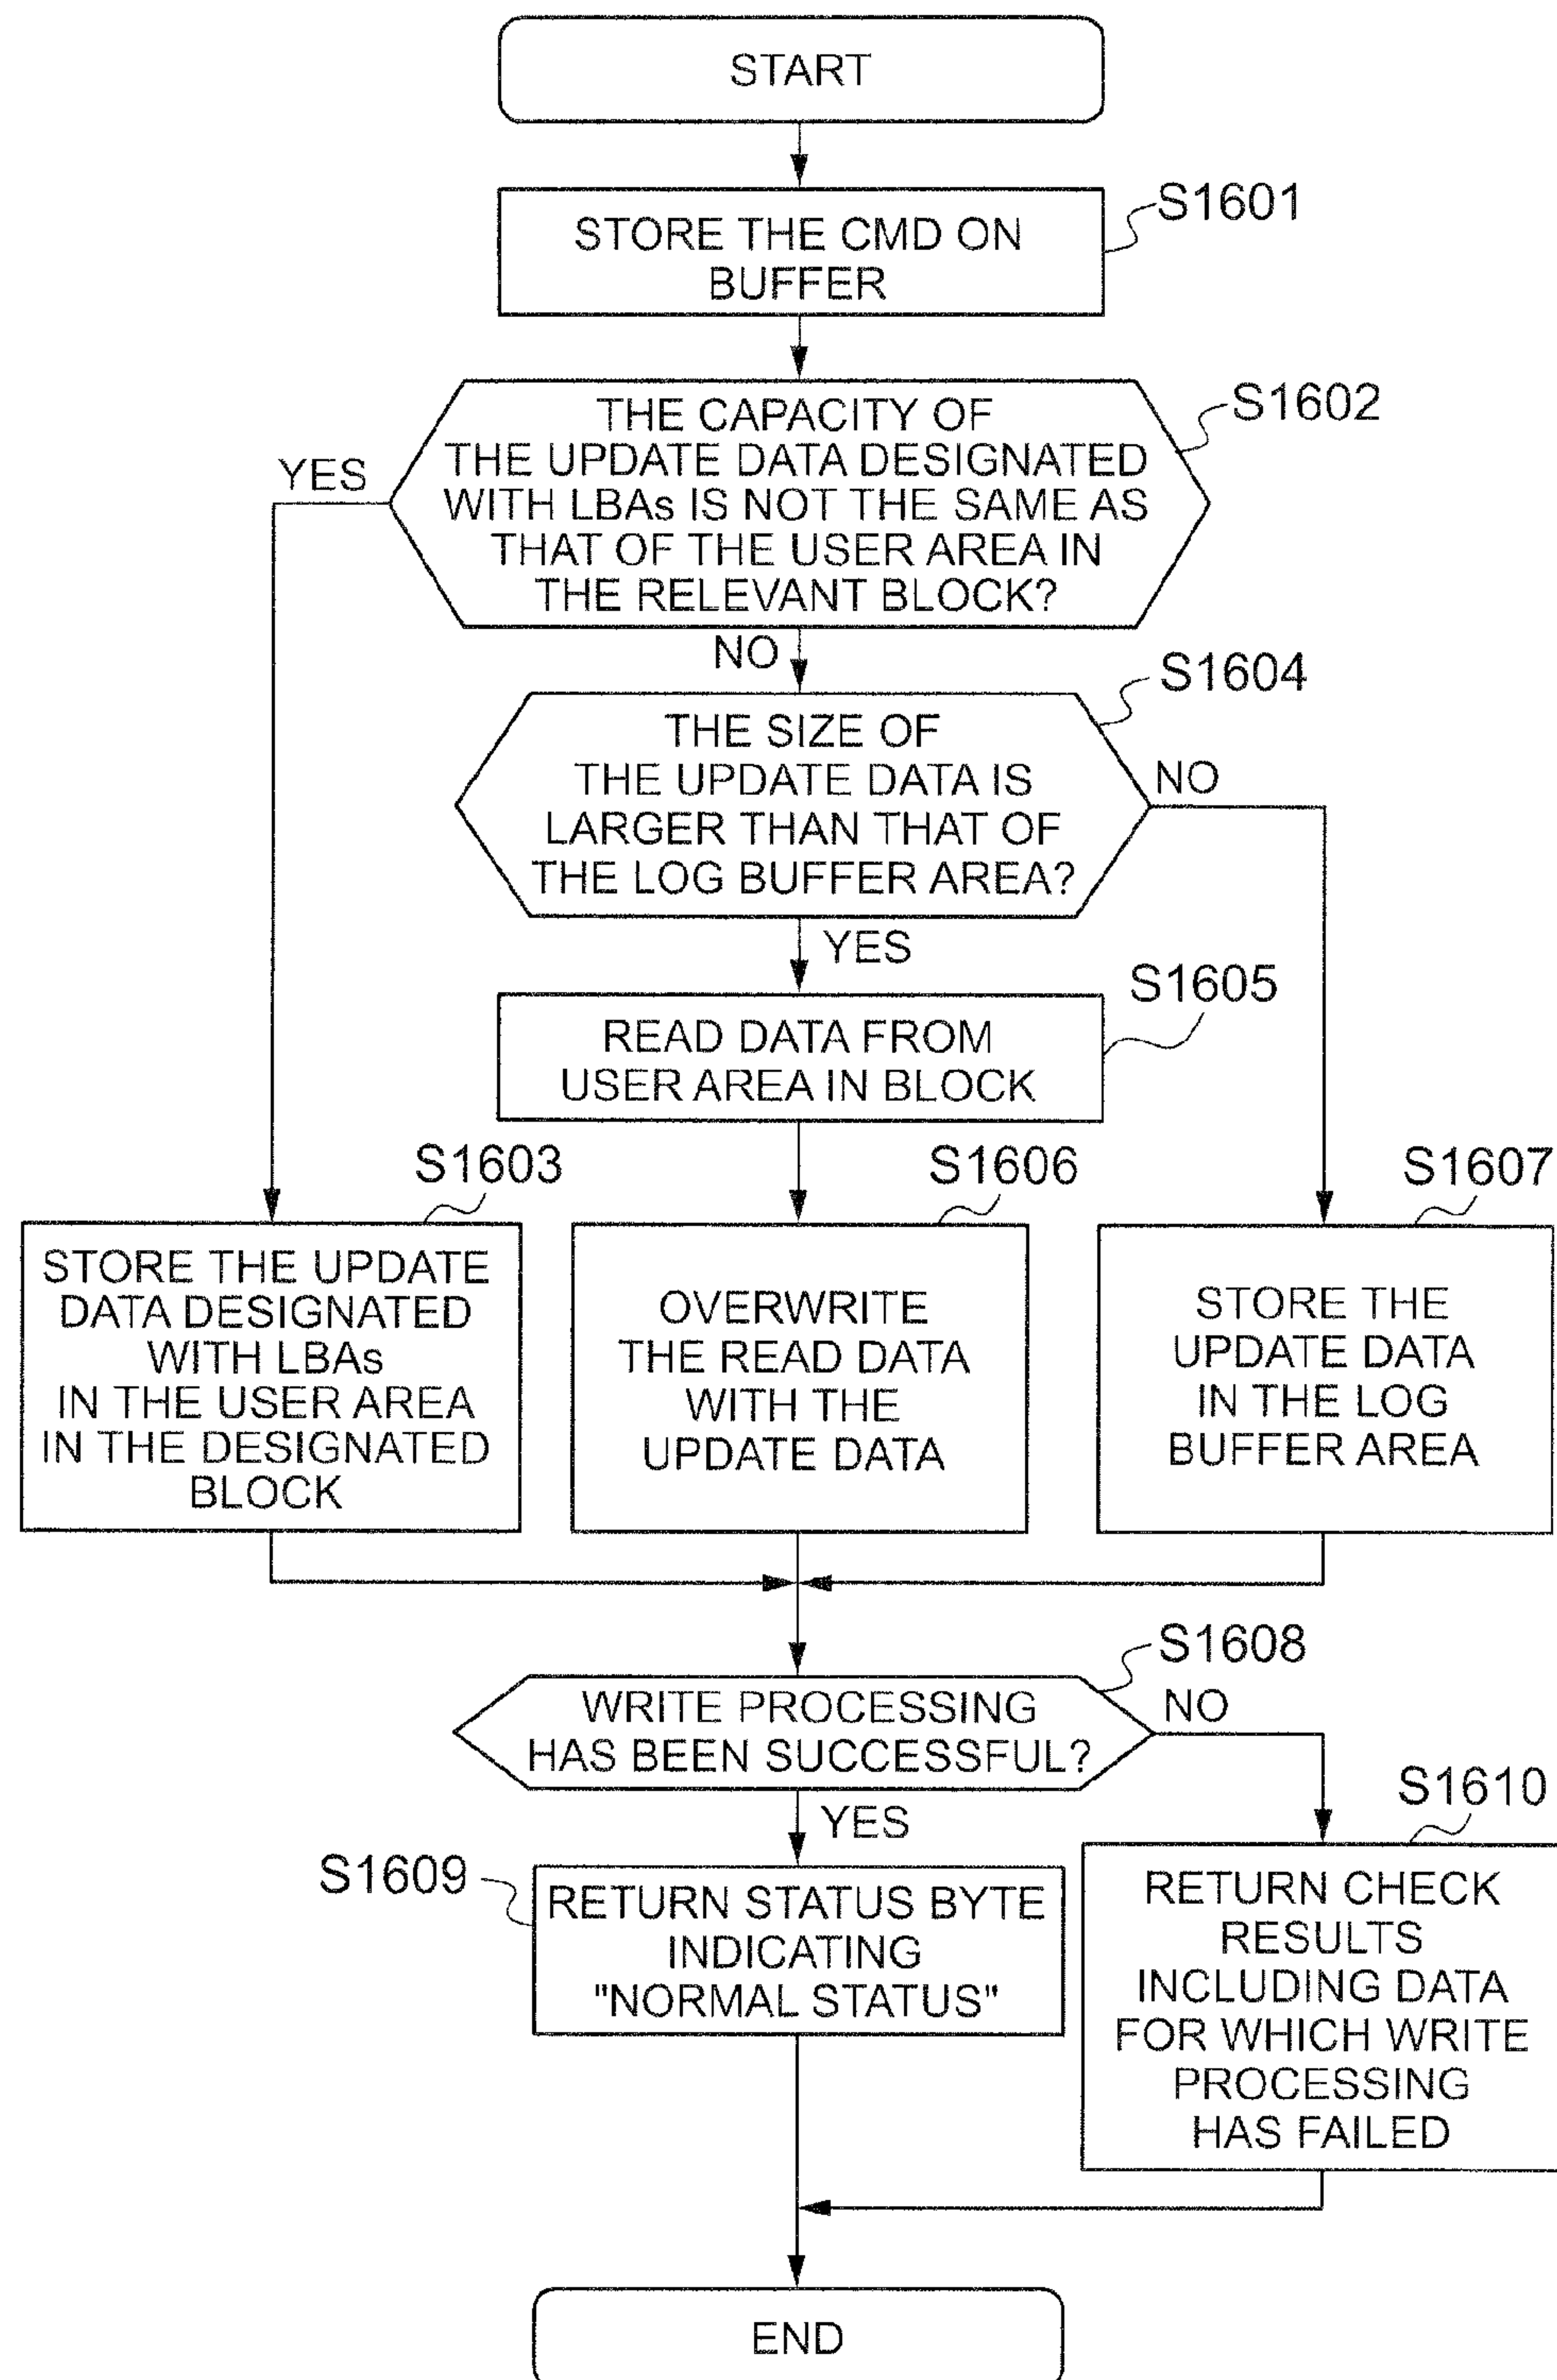 START
S1601
STORE THE CMD ON
BUFFER
S1602
THE CAPACITY OF
THE UPDATE DATA DESIGNATED
WITH LBAs IS NOT THE SAME AS
THAT OF THE USER AREA IN
THE RELEVANT BLOCK?
YES
NO
S1604
THE SIZE OF
THE UPDATE DATA IS
LARGER THAN THAT OF
THE LOG BUFFER AREA?
NO
YES
S1605
READ DATA FROM
USER AREA IN BLOCK
S1603
STORE THE UPDATE
DATA DESIGNATED
WITH LBAs
IN THE USER AREA
IN THE DESIGNATED
BLOCK
S1606
OVERWRITE
THE READ DATA
WITH THE
UPDATE DATA
S1607
STORE THE
UPDATE DATA
IN THE LOG
BUFFER AREA
S1608
WRITE PROCESSING
HAS BEEN SUCCESSFUL?
NO
YES
S1609
RETURN STATUS BYTE
INDICATING
"NORMAL STATUS"
S1610
RETURN CHECK
RESULTS
INCLUDING DATA
FOR WHICH WRITE
PROCESSING
HAS FAILED
END